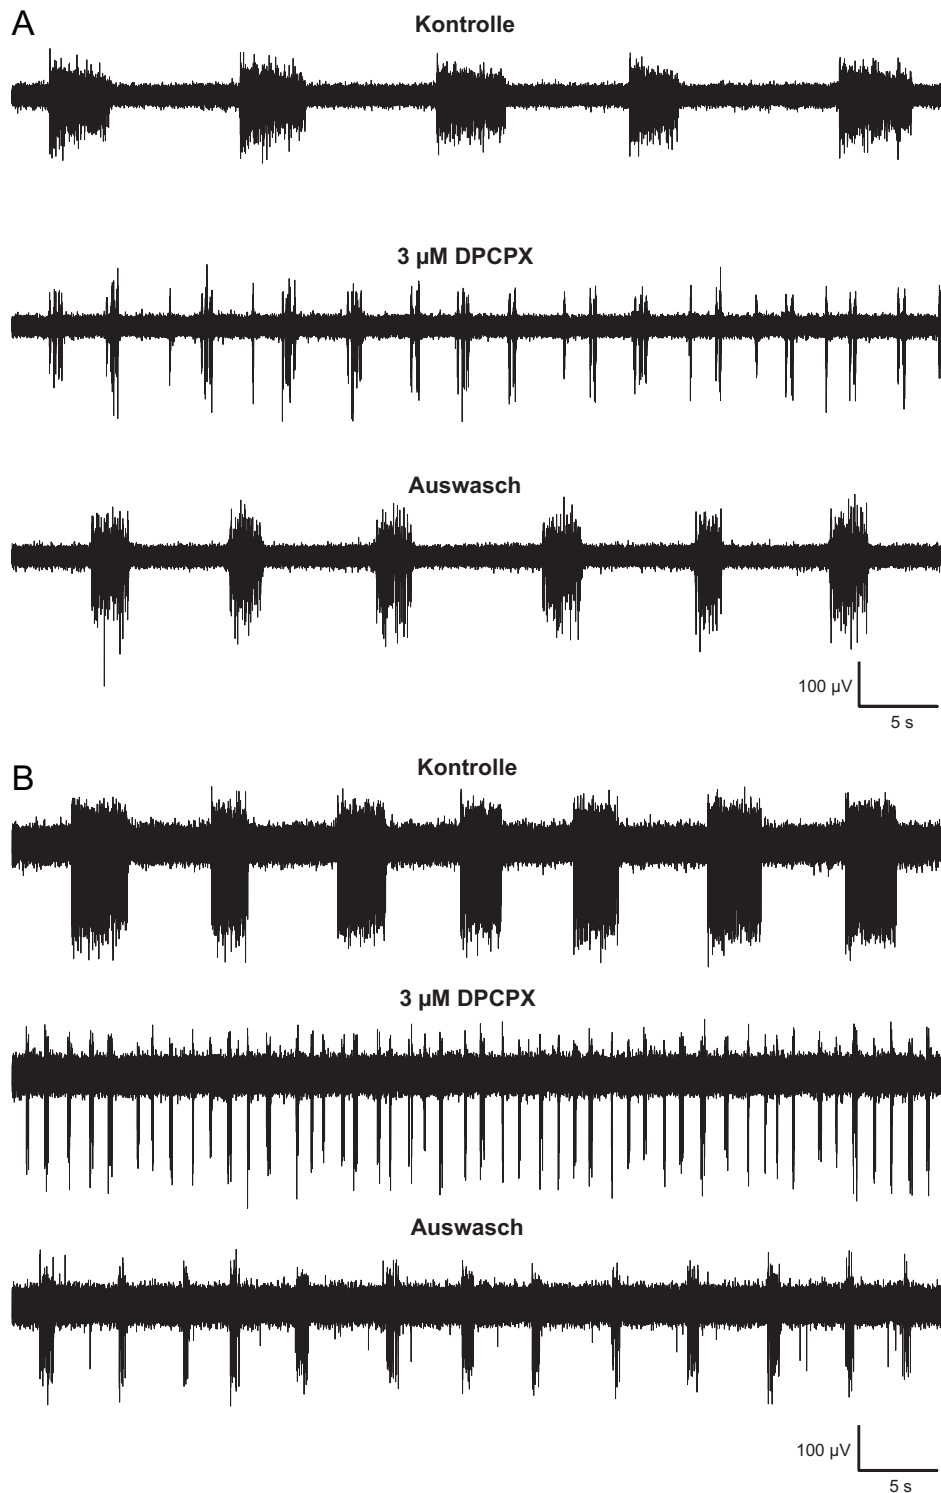 A
Kontrolle
3 µM DPCPX
Auswasch
100 µV
5 s
B
Kontrolle
3 µM DPCPX
Auswasch
100 µV
5 s